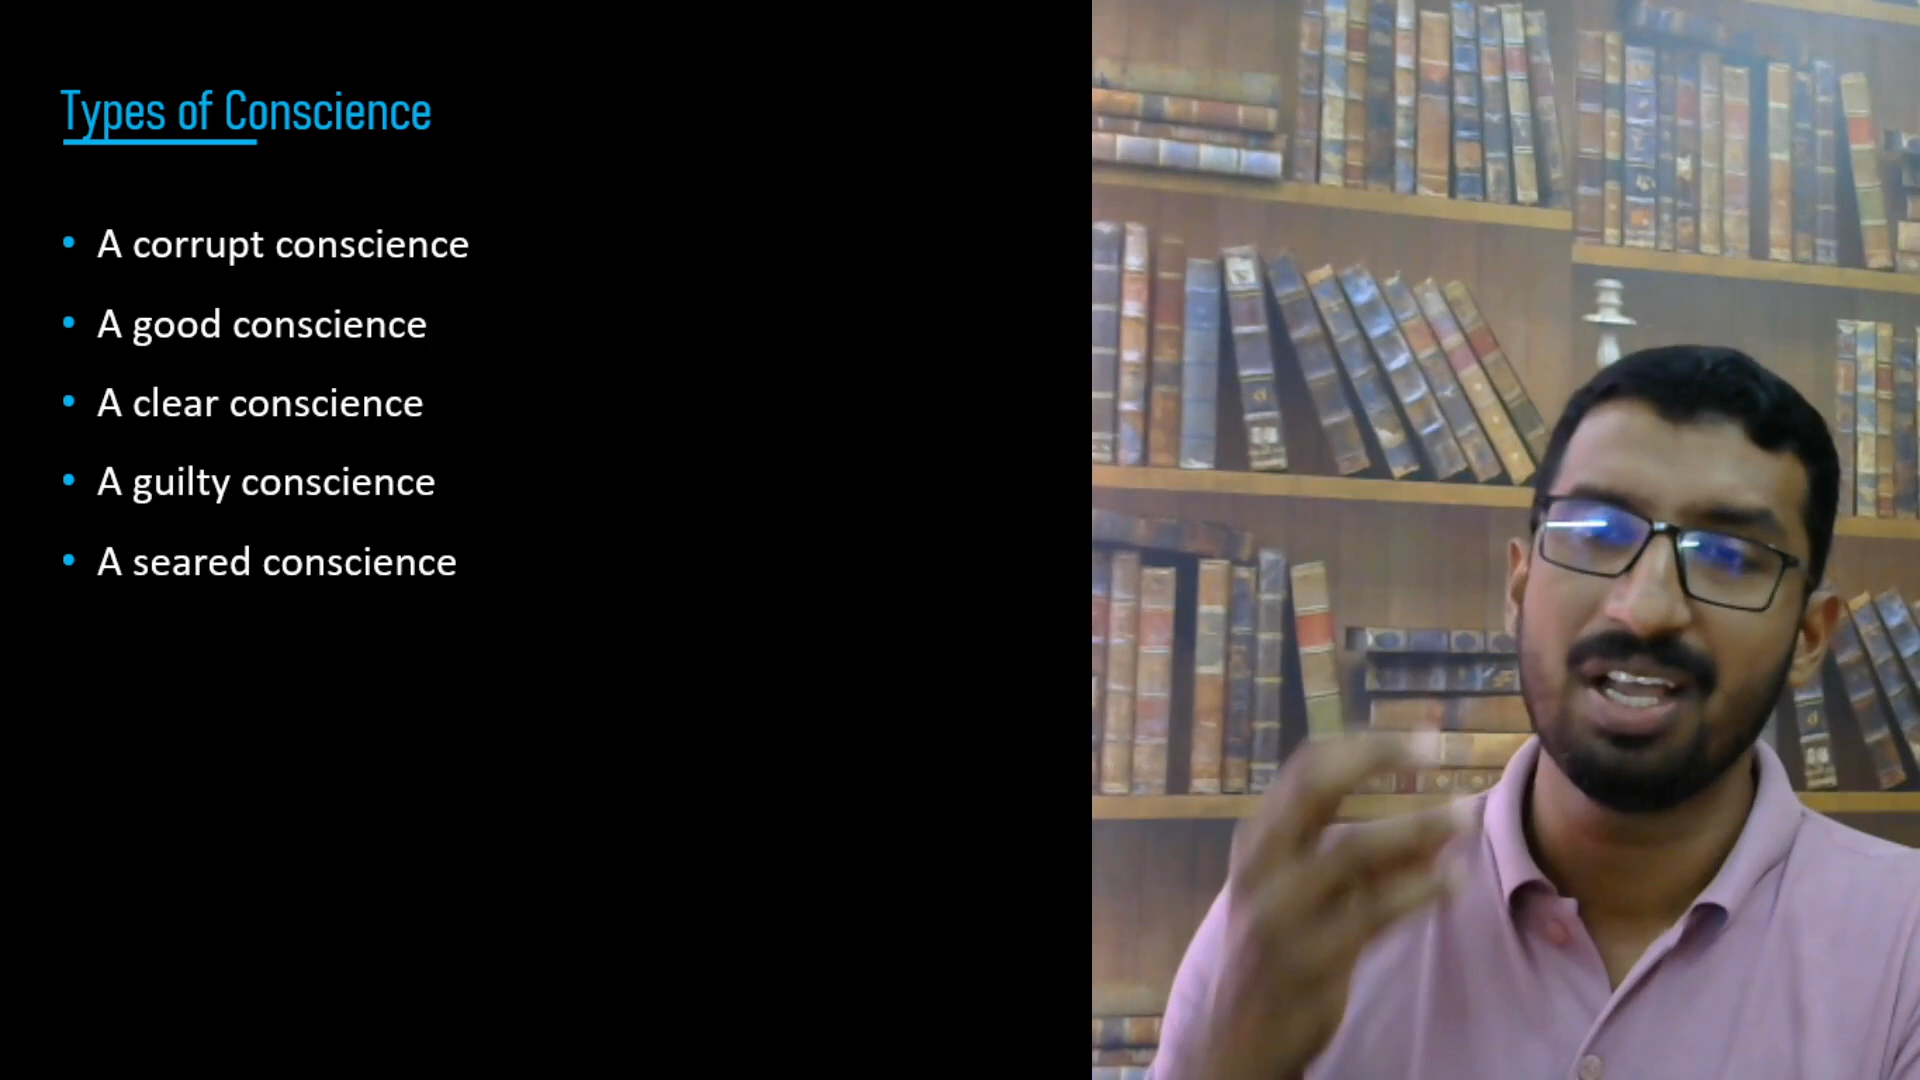 Types of Conscience
• A corrupt conscience
• A good conscience
• A clear conscience
• A guilty conscience
• A seared conscience